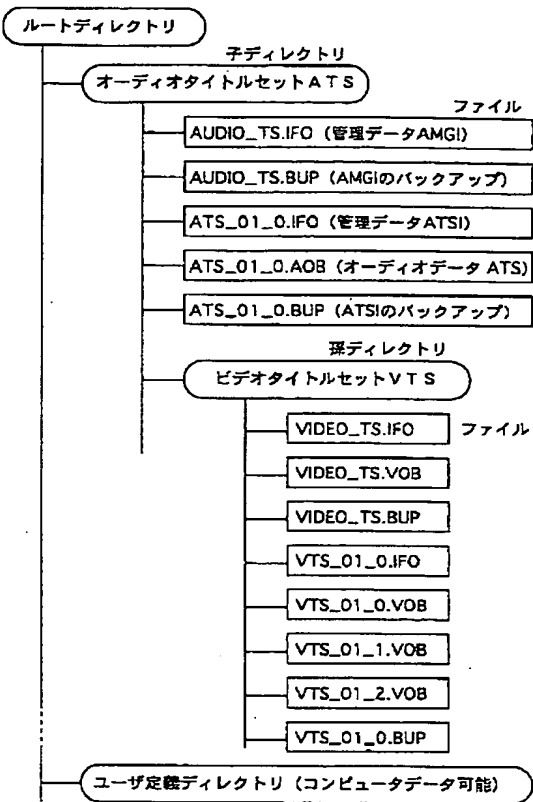 ルートディレクトリ
子ディレクトリ
オーディオタイトルセットATS
ファイル
AUDIO_TS.IFO (管理データAMGI)
AUDIO_TS.BUP (AMGIのバックアップ)
ATS_01_0.IFO (管理データATSI)
ATS_01_0.AOB (オーディオデータ ATS)
ATS_01_0.BUP (ATSIのバックアップ)
孫ディレクトリ
ビデオタイトルセットVTS
VIDEO_TS.IFO ファイル
VIDEO_TS.VOB
VIDEO_TS.BUP
VTS_01_0.IFO
VTS_01_0.VOB
VTS_01_1.VOB
VTS_01_2.VOB
VTS_01_0.BUP
ユーザ定義ディレクトリ (コンピュータデータ可能)